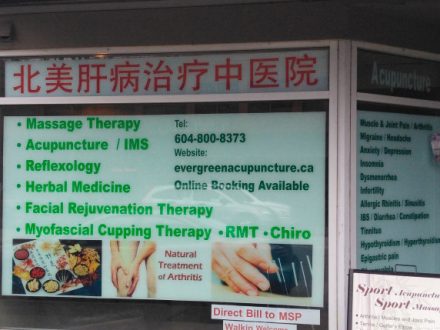 北美肝病治疗中医院
• Massage Therapy
• Acupuncture / IMS
• Reflexology
• Herbal Medicine
• Facial Rejuvenation Therapy
• Myofascial Cupping Therapy • RMT • Chiro
Tel:
604-800-8373
Website:
evergreenacupuncture.ca
Online Booking Available
Natural
Treatment
of Arthritis
Direct Bill to MSP
Walkin Welcome
Acupuncture
Muscle & Joint Pain / Arthritis
Migraine / Headache
Anxiety / Depression
Insomnia
Dysmenorrhea
Infertility
Allergic Rhinitis / Sinusitis
IBS / Diarrhea / Constipation
Tinnitus
Hypothyroidism / Hyperthyroidism
Epigastric pain
Sport Acupuncture
Sport Massa